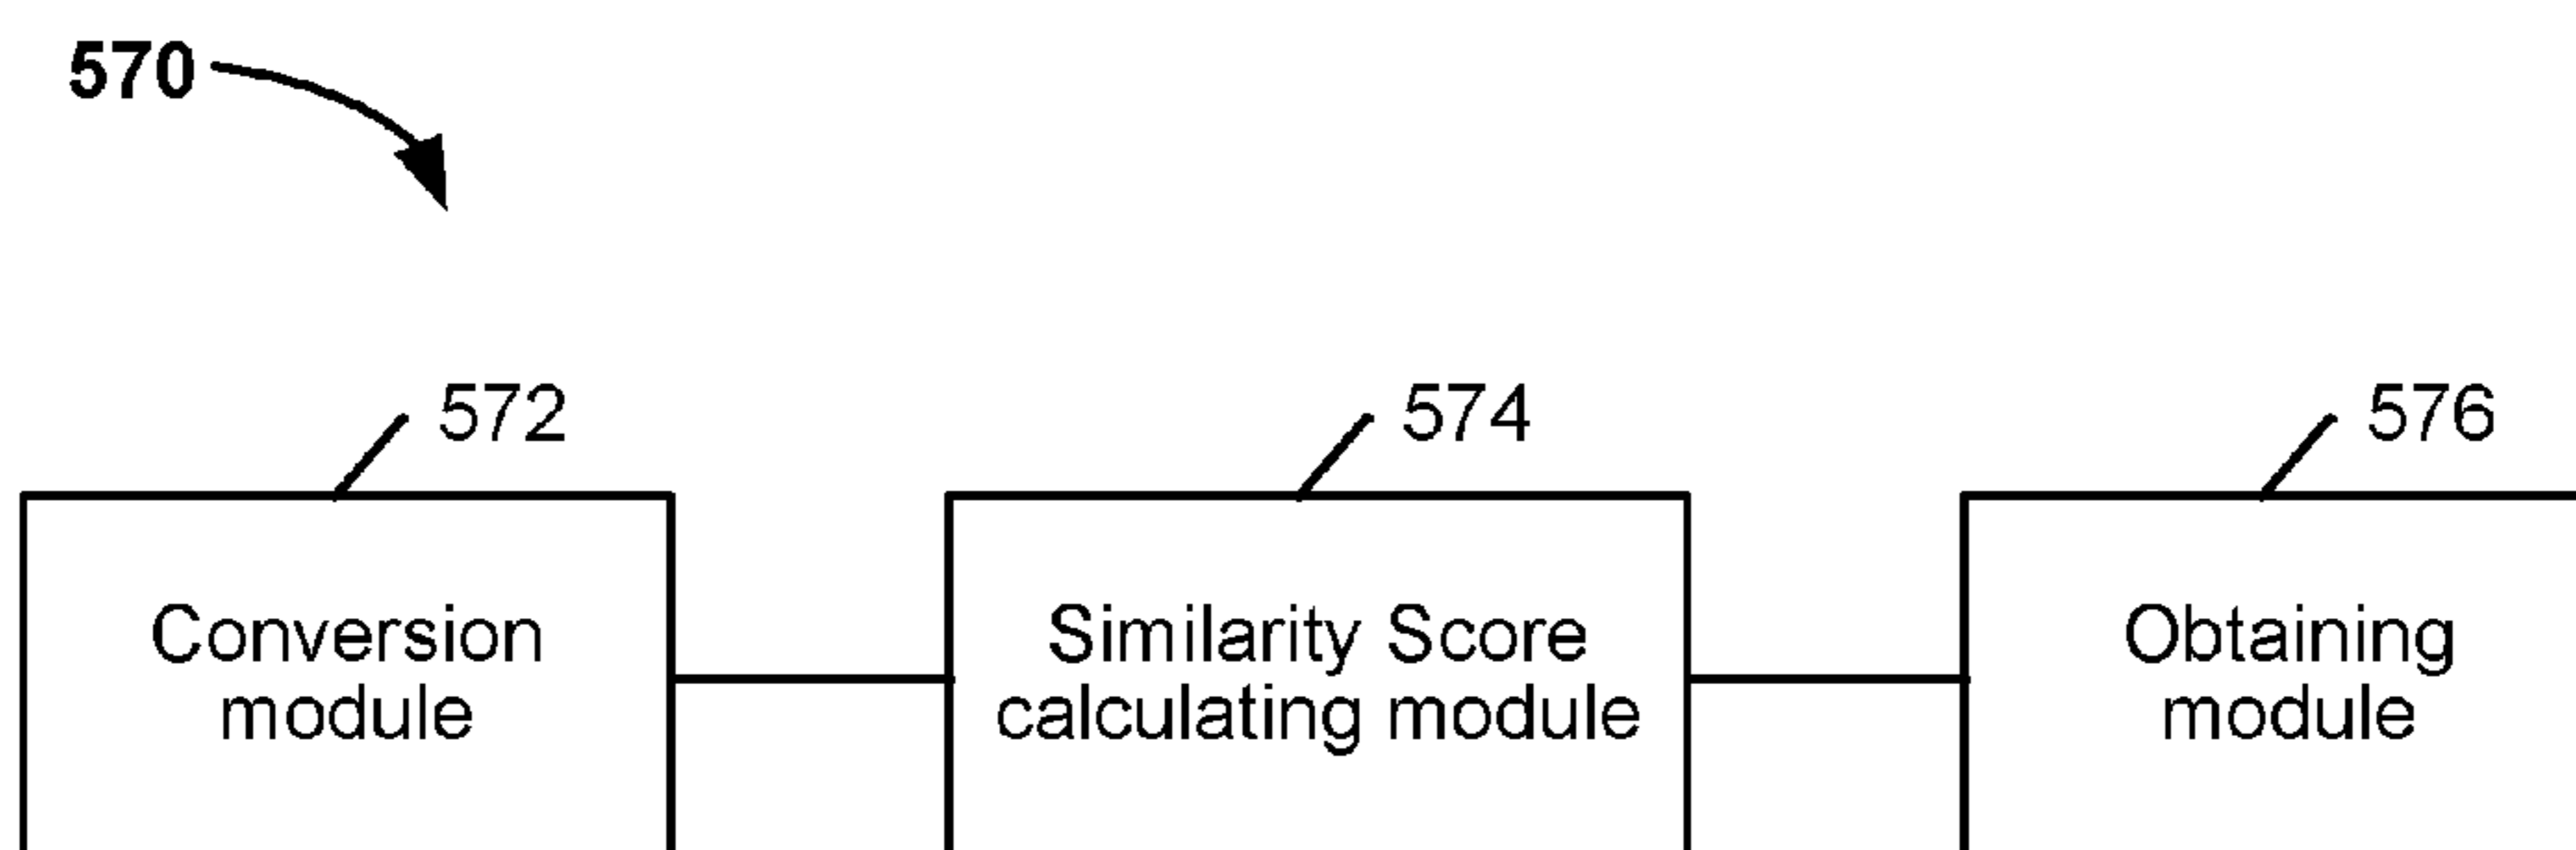 570
572
574
576
Conversion
module
Similarity Score
calculating module
Obtaining
module